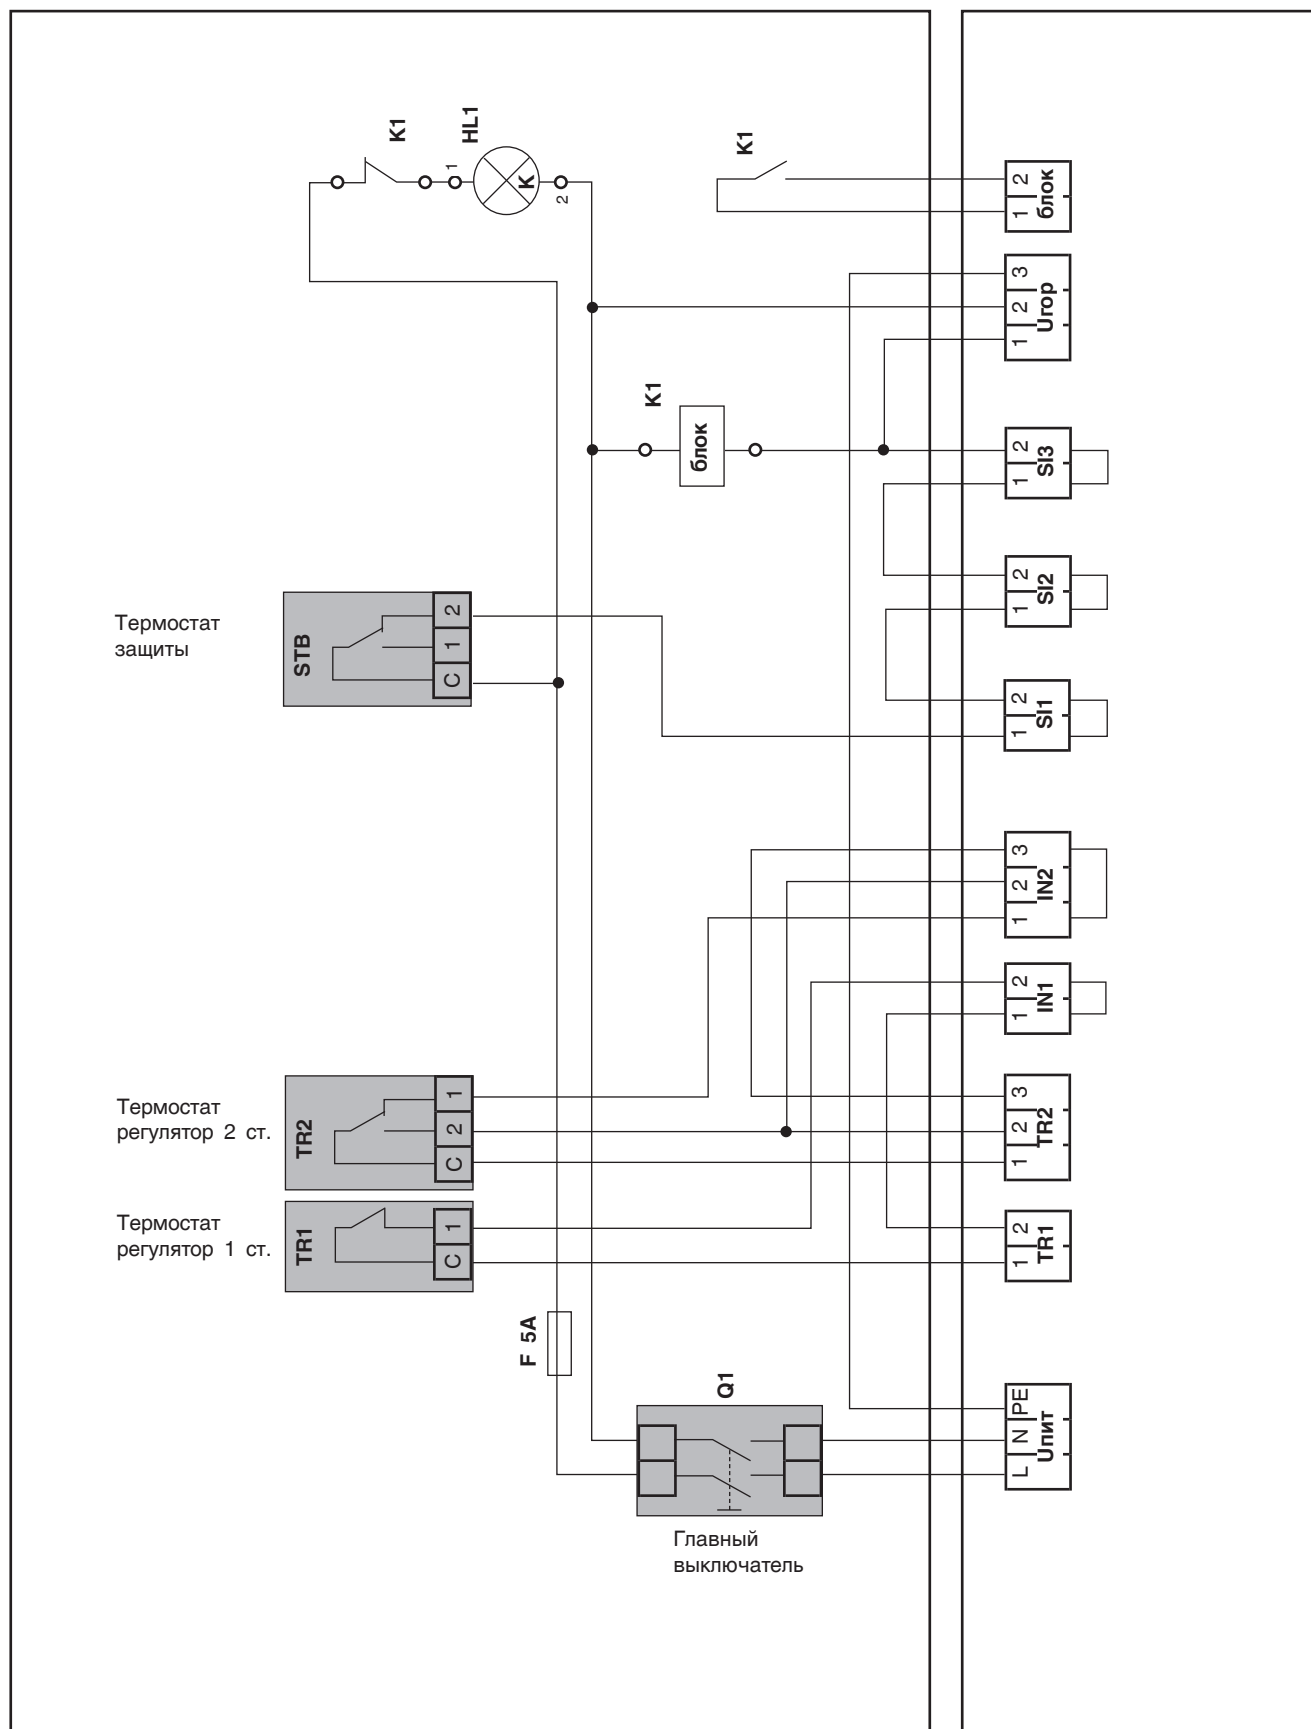 K1
HL1
1
K
2
K1
2
1
блок
3
2
1
Uгор
K1
блок
2
1
SI3
2
1
SI2
Термостат
защиты
STB
2
1
C
2
1
SI1
3
2
1
IN2
2
1
IN1
Термостат
регулятор 2 ст.
TR2
1
2
C
3
2
1
TR2
Термостат
регулятор 1 ст.
TR1
1
C
2
1
TR1
F 5A
Q1
L N PE
Uпит
Главный
выключатель